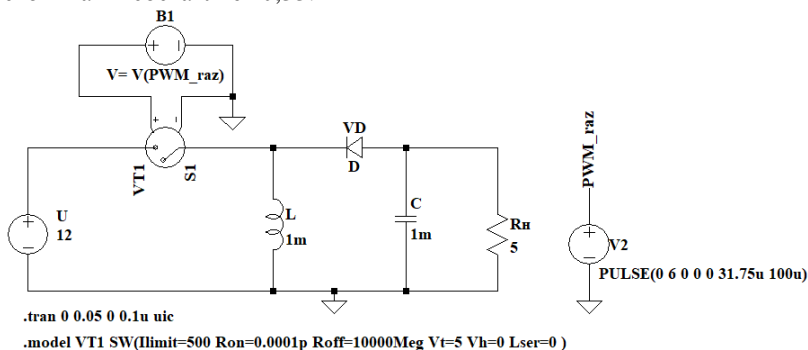 B1
V= V(PWM_raz)
VT1
S1
VD
D
U
12
L
1m
C
1m
Rн
5
PWM_raz
V2
PULSE(0 6 0 0 0 31.75u 100u)
.tran 0 0.05 0 0.1u uic
.model VT1 SW(Ilimit=500 Ron=0.0001p Roff=10000Meg Vt=5 Vh=0 Lser=0 )